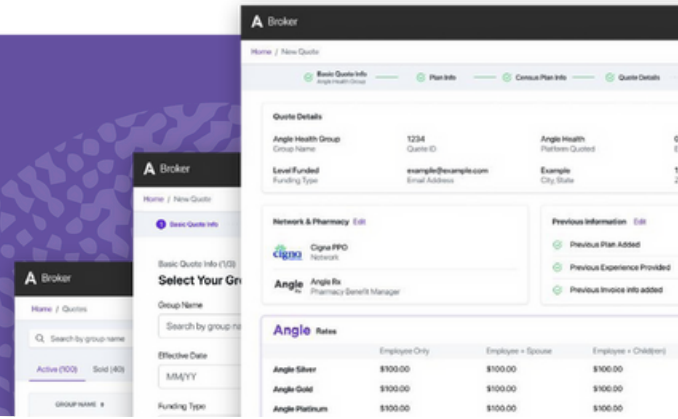 Broker
Home / New Quote
Basic Quote Info
Angle Health Group
Plan Info
Census Plan Info
Quote Details
Quote Details
Angle Health Group
1234
Angle Health
Group Name
Quote ID
Platform Quoted
Level Funded
example@example.com
Example
Funding Type
Email Address
City, State
Network & Pharmacy Edit
Cigna
Cigna PPO
Network
Angle Rx
Angle Rx
Pharmacy Benefit Manager
Previous Information Edit
Previous Plan Added
Previous Experience Provided
Previous Invoice info added
Angle Rates
Employee Only Employee + Spouse Employee + Child(ren)
Angle Silver $100.00 $100.00 $100.00
Angle Gold $100.00 $100.00 $100.00
Angle Platinum $100.00 $100.00 $100.00
Broker
Home / New Quote
1 Basic Quote Info
Basic Quote Info (1/3)
Select Your Gr
Group Name
Search by group na
Effective Date
MM/YY
Funding Type
Broker
Home / Quotes
Search by group name
Active (100) Sold (40)
GROUP NAME